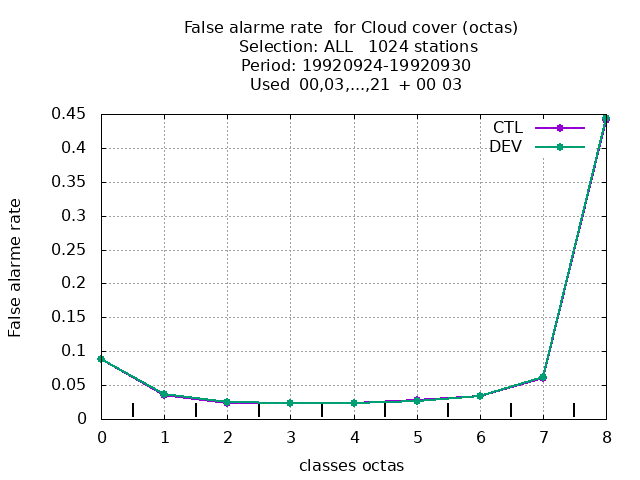 False alarme rate  for Cloud cover (octas)
Selection: ALL   1024 stations
Period: 19920924-19920930
Used  00,03,...,21  + 00 03
CTL
DEV
False alarme rate
0.45
0.4
0.35
0.3
0.25
0.2
0.15
0.1
0.05
0
0 1 2 3 4 5 6 7 8
classes octas